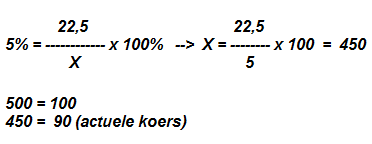 22,5 22,5
5% = ------------ x 100% --> X = -------- x 100 = 450
X 5
500 = 100
450 = 90 (actuele koers)